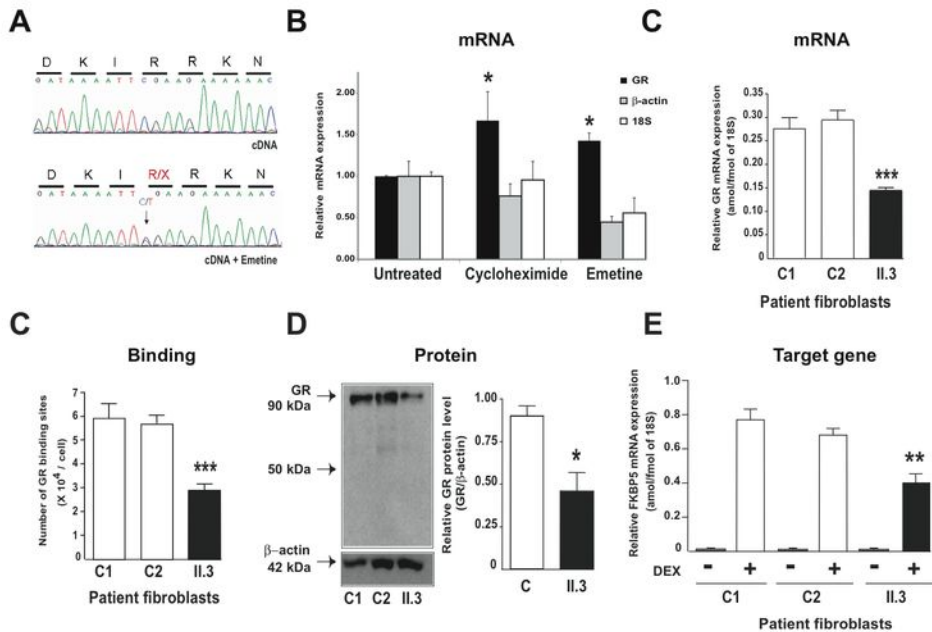 A
D K I R R K N
G A T A A A A T T C G A A G A A A A A A C
cDNA
D K I R/X R K N
G A T A A A A T T T G A A G A A A A A A C
C/T
cDNA + Emetine
B
mRNA
Relative mRNA expression
2.00
1.50
1.00
0.50
0.00
*
*
GR
β-actin
18S
Untreated Cycloheximide Emetine
C
mRNA
Relative GR mRNA expression
(amol/fmol of 18S)
0.35
0.30
0.25
0.20
0.15
0.10
0.05
0
***
C1 C2 II.3
Patient fibroblasts
C
Binding
Number of GR binding sites
(X 10⁴ / cell)
7
6
5
4
3
2
1
0
***
C1 C2 II.3
Patient fibroblasts
D
Protein
GR
90 kDa
50 kDa
β–actin
42 kDa
C1 C2 II.3
Relative GR protein level
(GR/β-actin)
1.00
0.75
0.50
0.25
0
*
C II.3
E
Target gene
Relative FKBP5 mRNA expression
(amol/fmol of 18S)
1.0
0.8
0.6
0.4
0.2
0
**
DEX - + - + - +
C1 C2 II.3
Patient fibroblasts